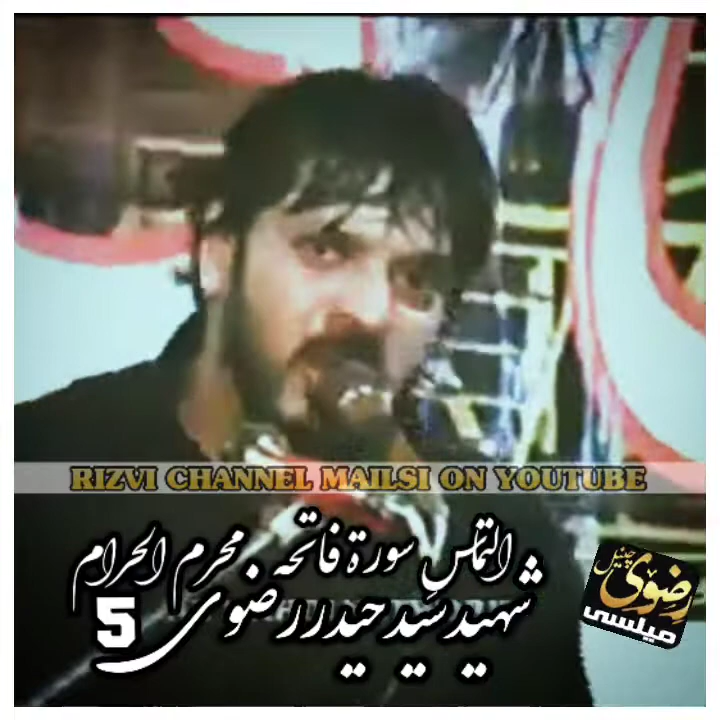 RIZVI CHANNEL MAILSI ON YOUTUBE
التماسِ سورۃ فاتحہ محرم الحرام
شہید سید حیدر رضوی 5
رضوی چینل
میلسی